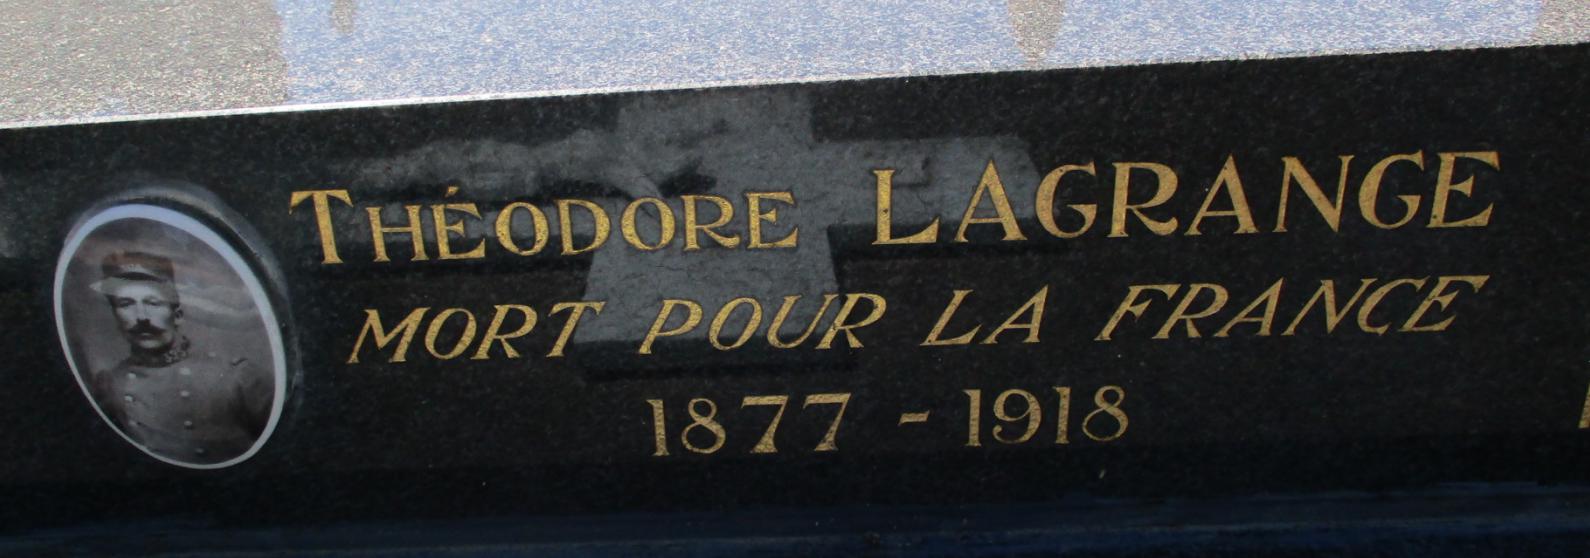 THÉODORE LAGRANGE
MORT POUR LA FRANCE
1877 - 1918